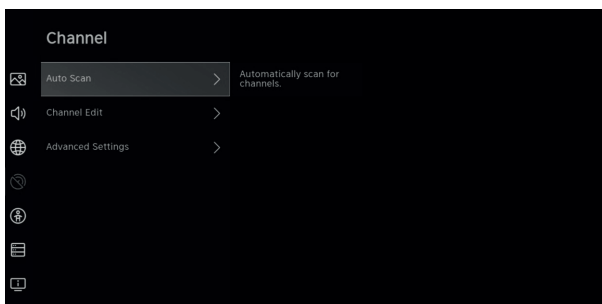 Channel
Auto Scan
Automatically scan for
channels.
Channel Edit
Advanced Settings